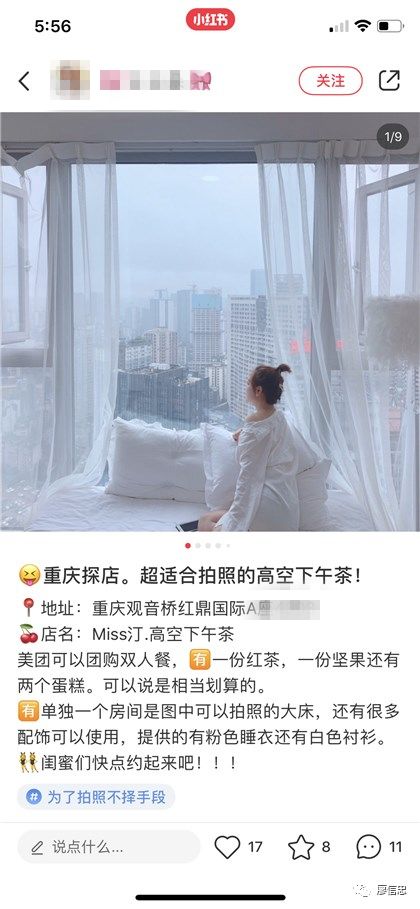 5:56
小红书
关注
1/9
😝重庆探店。超适合拍照的高空下午茶！
📍地址：重庆观音桥红鼎国际A
🍒店名：Miss汀.高空下午茶
美团可以团购双人餐，🈶一份红茶，一份坚果还有
两个蛋糕。可以说是相当划算的。
🈶单独一个房间是图中可以拍照的大床，还有很多
配饰可以使用，提供的有粉色睡衣还有白色衬衫。
👯闺蜜们快点约起来吧！！！
# 为了拍照不择手段
说点什么...
17
8
11
廖信忠